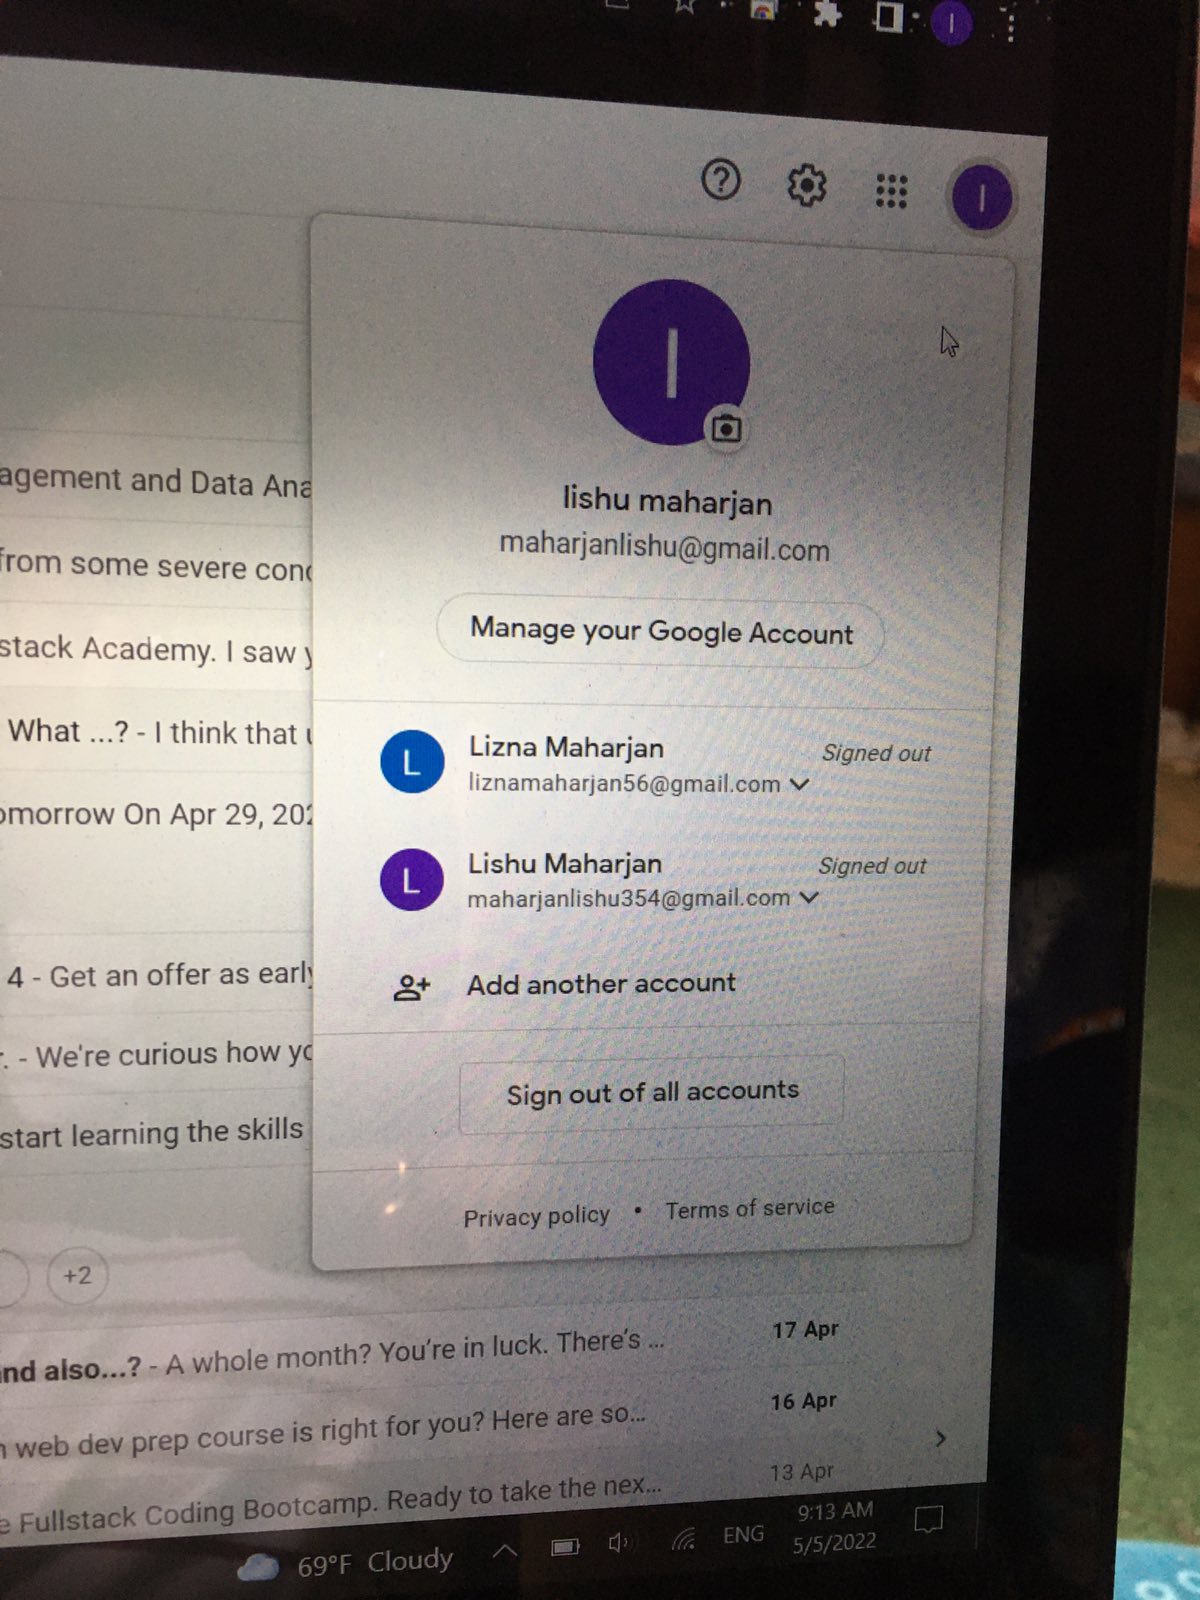 l
l
l
lishu maharjan
maharjanlishu@gmail.com
Manage your Google Account
L
Lizna Maharjan
Signed out
liznamaharjan56@gmail.com
L
Lishu Maharjan
Signed out
maharjanlishu354@gmail.com
Add another account
Sign out of all accounts
Privacy policy • Terms of service
agement and Data Ana
from some severe con
stack Academy. I saw y
What ...? - I think that
omorrow On Apr 29, 202
4 - Get an offer as early
. - We're curious how yo
start learning the skills
+2
nd also...? - A whole month? You're in luck. There's ...
17 Apr
n web dev prep course is right for you? Here are so...
16 Apr
e Fullstack Coding Bootcamp. Ready to take the nex...
13 Apr
69°F Cloudy
ENG
9:13 AM
5/5/2022